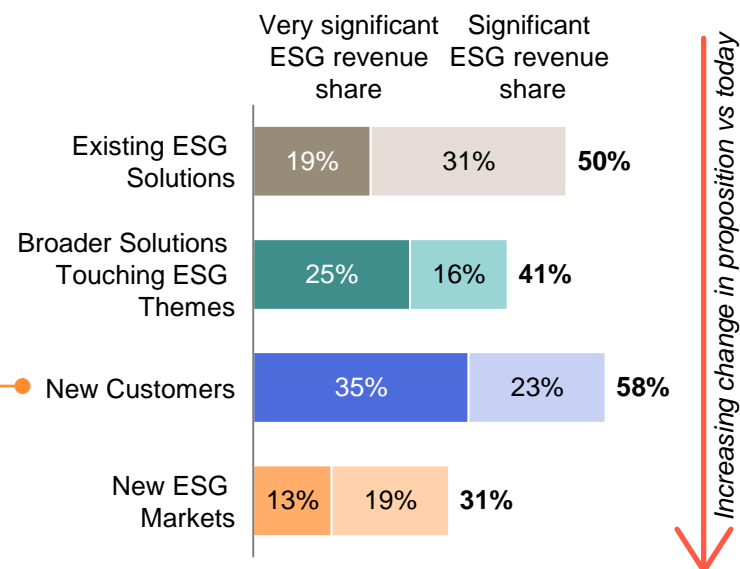 Very significant
ESG revenue
share
Significant
ESG revenue
share
Existing ESG
Solutions
19%
31%
50%
Broader Solutions
Touching ESG
Themes
25%
16%
41%
New Customers
35%
23%
58%
New ESG
Markets
13%
19%
31%
Increasing change in proposition vs today